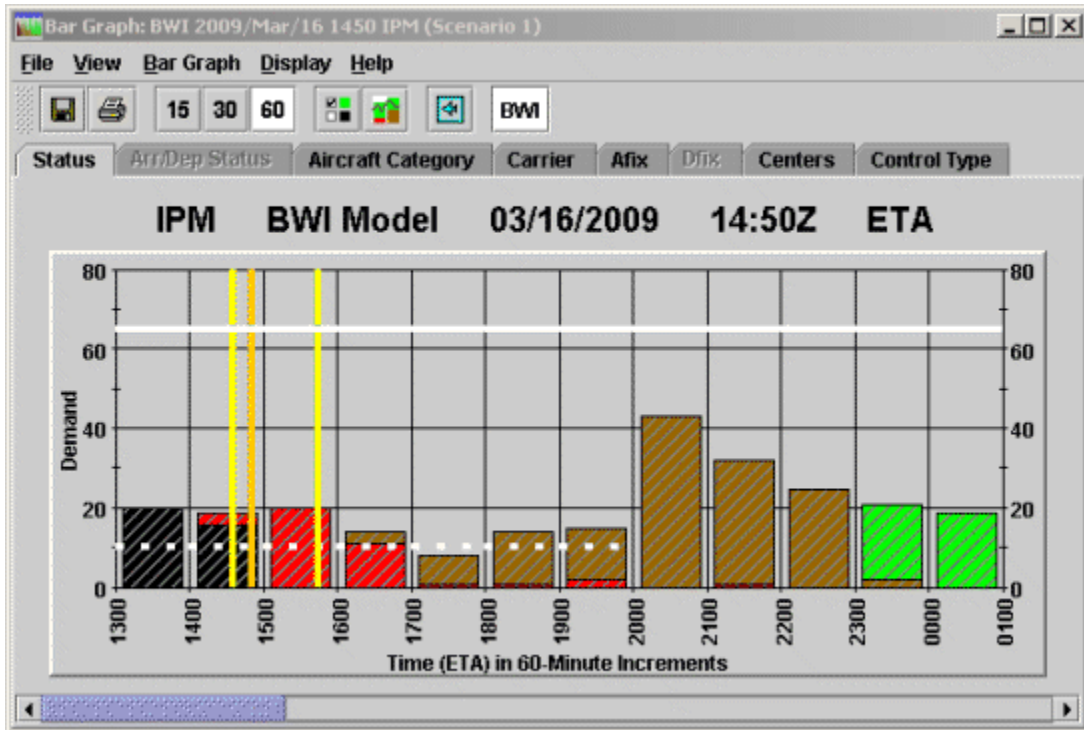 Bar Graph: BWI 2009/Mar/16 1450 IPM (Scenario 1)
File View Bar Graph Display Help
15 30 60 BWI
Status Arr/Dep Status Aircraft Category Carrier Afix Dfix Centers Control Type
IPM BWI Model 03/16/2009 14:50Z ETA
80 80
60 60
Demand
40 40
20 20
0 0
1300 1400 1500 1600 1700 1800 1900 2000 2100 2200 2300 0000 0100
Time (ETA) in 60-Minute Increments